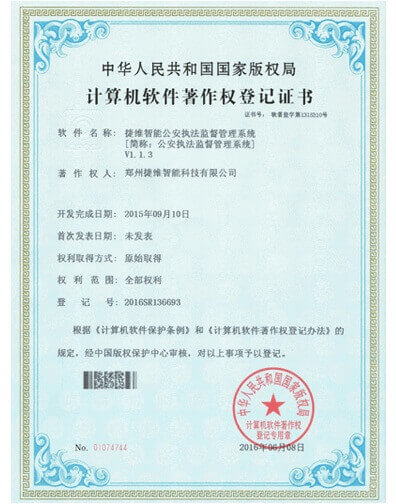 中华人民共和国国家版权局
计算机软件著作权登记证书
证书号: 软著登字第1315310号
软件名称: 捷维智能公安执法监督管理系统
[简称:公安执法监督管理系统]
V1.1.3
著作权人: 郑州捷维智能科技有限公司
开发完成日期: 2015年09月10日
首次发表日期: 未发表
权利取得方式: 原始取得
权利范围: 全部权利
登记号: 2016SR136693
根据《计算机软件保护条例》和《计算机软件著作权登记办法》的
规定,经中国版权保护中心审核,对以上事项予以登记。
中华人民共和国国家版权局
计算机软件著作权
登记专用章
No. 01074744
2016年06月08日